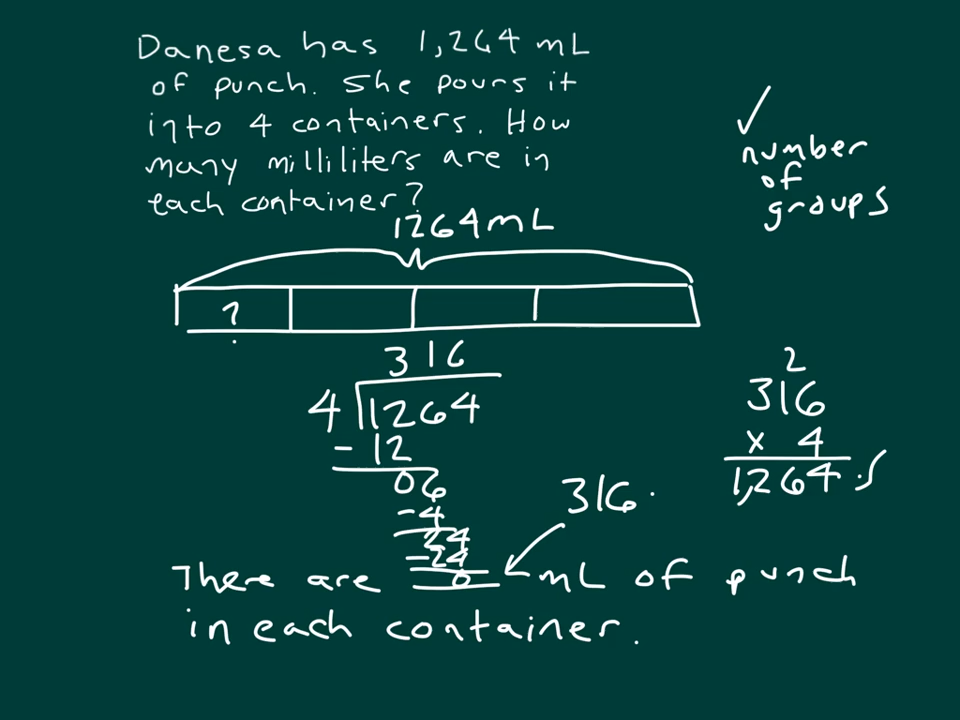 Danesa has 1,264 mL
of punch. She pours it
into 4 containers. How
many milliliters are in
each container?
✓
number
of
groups
1264 mL
?
316
4 1264
- 12
06
-4
24
-24
0
2
316
x 4
1,264.
316.
There are mL of punch
in each container.